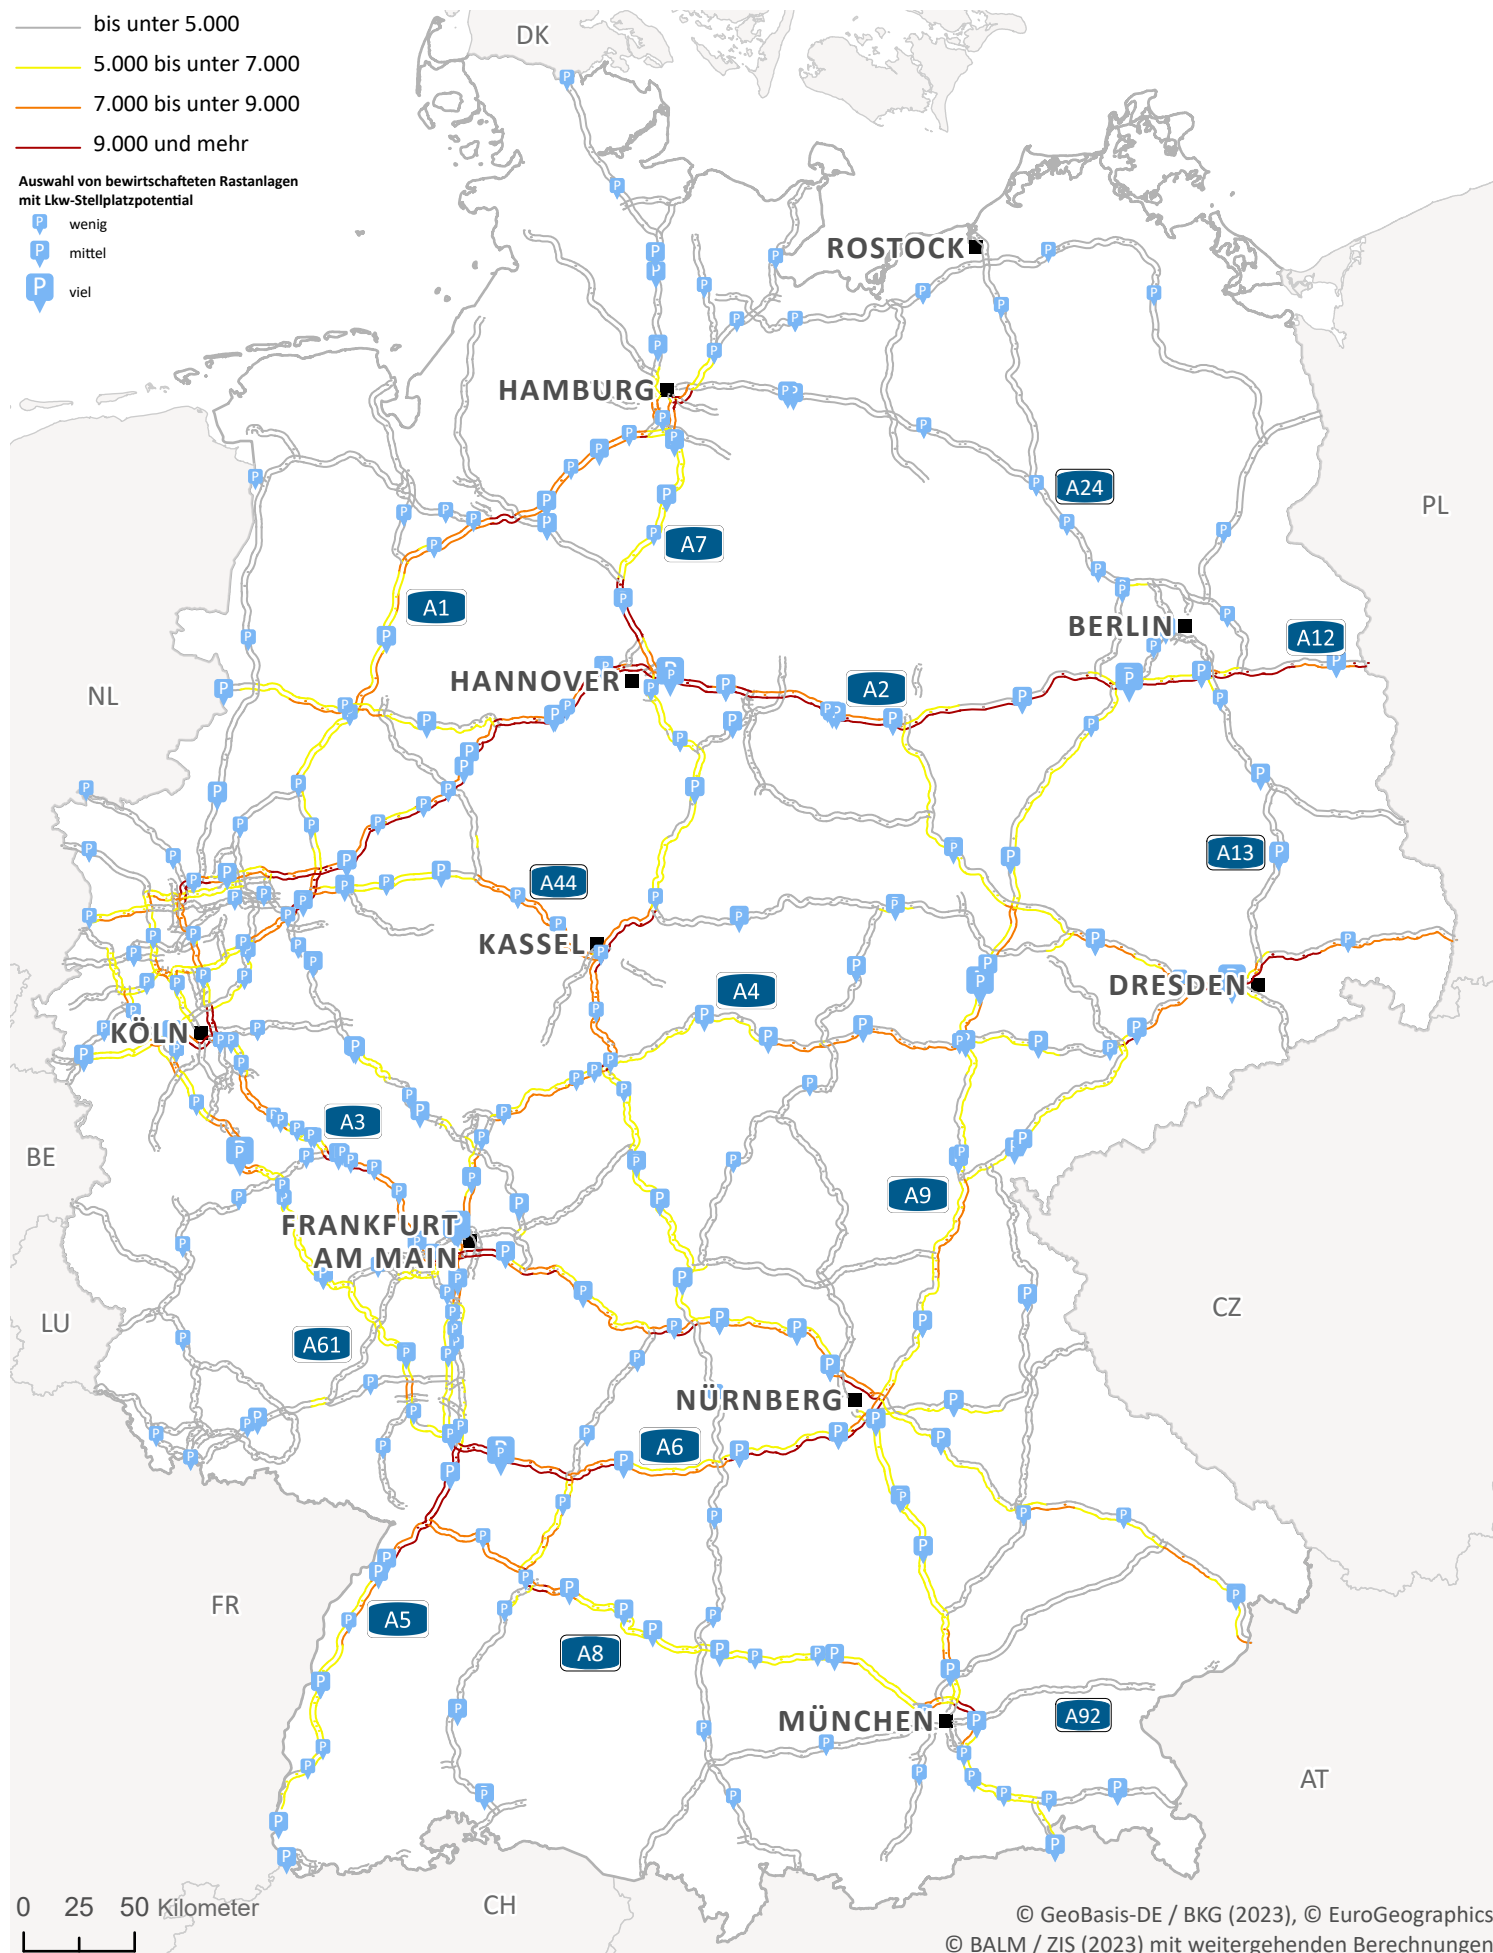 bis unter 5.000
5.000 bis unter 7.000
7.000 bis unter 9.000
9.000 und mehr
Auswahl von bewirtschafteten Rastanlagen
mit Lkw-Stellplatzpotential
P wenig
P mittel
P viel
DK
ROSTOCK
HAMBURG
A24
PL
A7
A1
BERLIN
A12
HANNOVER
A2
NL
A13
A44
KASSEL
DRESDEN
A4
KÖLN
A3
BE
A9
FRANKFURT
AM MAIN
CZ
LU
A61
NÜRNBERG
A6
FR
A5
A8
MÜNCHEN
A92
AT
CH
0 25 50 Kilometer
© GeoBasis-DE / BKG (2023), © EuroGeographics
© BALM / ZIS (2023) mit weitergehenden Berechnungen